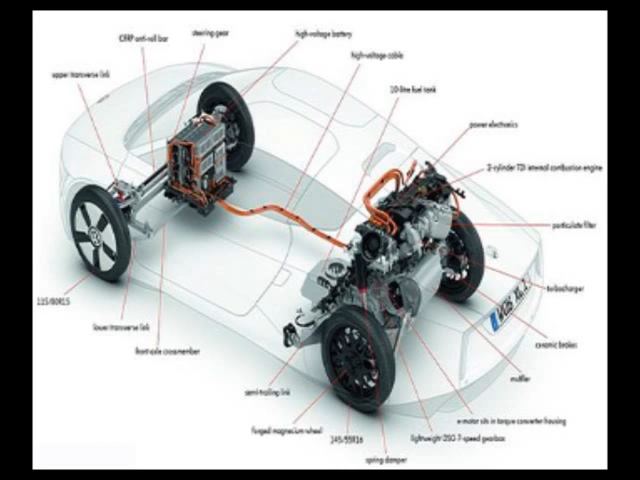 CFRP anti-roll bar
steering gear
high-voltage battery
high-voltage cable
upper transverse link
10-litre fuel tank
power electronics
2-cylinder TDI internal combustion engine
particulate filter
turbocharger
115/80R15
lower transverse link
front-axle crossmember
ceramic brakes
muffler
semi-trailing link
e-motor sits in torque converter housing
forged magnesium wheel
145/55R16
lightweight DSG 7-speed gearbox
spring damper